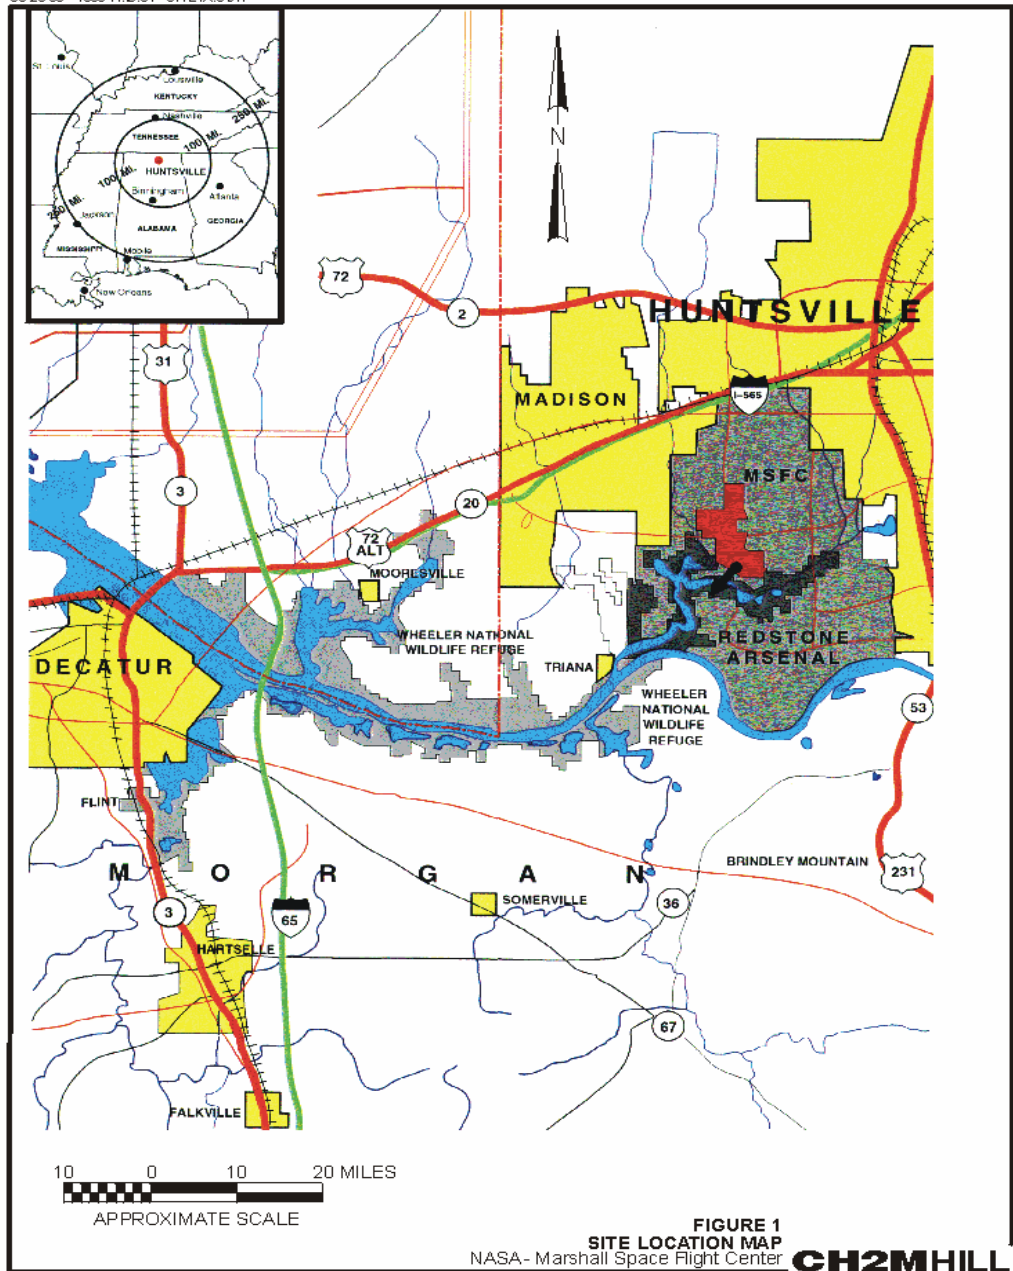 St. Louis
Lousville
KENTUCKY
Nashville
250 MI.
TENNESSEE
100 MI.
HUNTSVILLE
100 MI.
Birmingham
Atlanta
250 MI.
Jackson
GEORGIA
ALABAMA
MISSISSIPPI
Mobile
New Orleans
N
72
2
HUNTSVILLE
31
I-565
MADISON
MSFC
3
20
72
ALT
MOORESVILLE
WHEELER NATIONAL
WILDLIFE REFUGE
REDSTONE
ARSENAL
DECATUR
TRIANA
WHEELER
NATIONAL
WILDLIFE
REFUGE
53
FLINT
BRINDLEY MOUNTAIN
231
M O R G A N
SOMERVILLE
36
3
65
HARTSELLE
67
FALKVILLE
10 0 10 20 MILES
APPROXIMATE SCALE
FIGURE 1
SITE LOCATION MAP
NASA- Marshall Space Flight Center
CH2MHILL